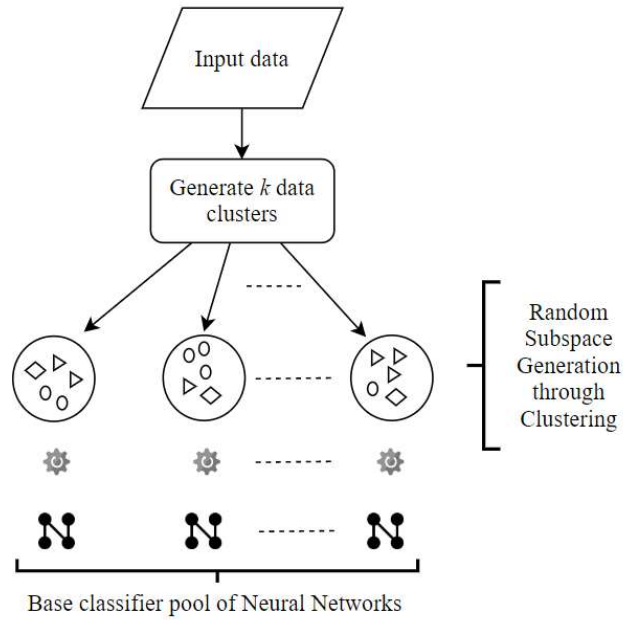 Input data
Generate k data
clusters
Random
Subspace
Generation
through
Clustering
Base classifier pool of Neural Networks